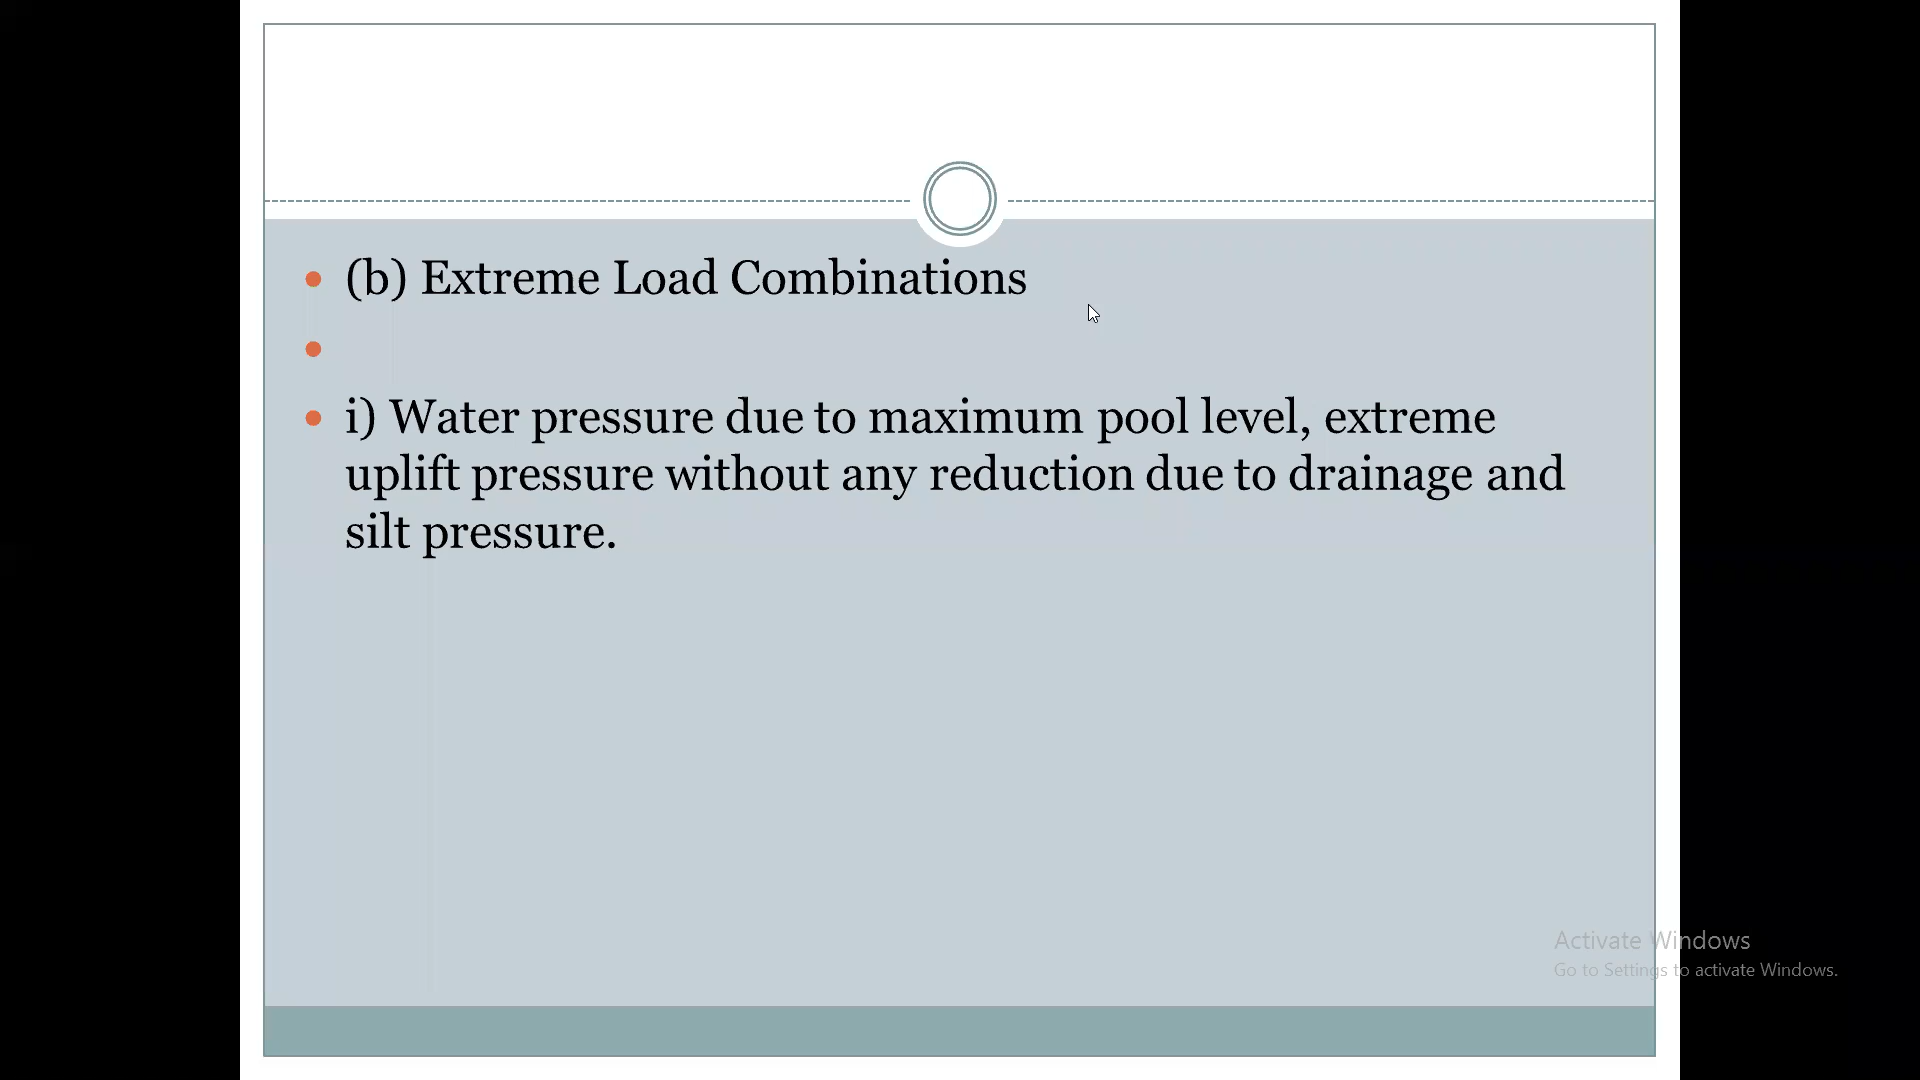 (b) Extreme Load Combinations
i) Water pressure due to maximum pool level, extreme
uplift pressure without any reduction due to drainage and
silt pressure.
Activate Windows
Go to Settings to activate Windows.